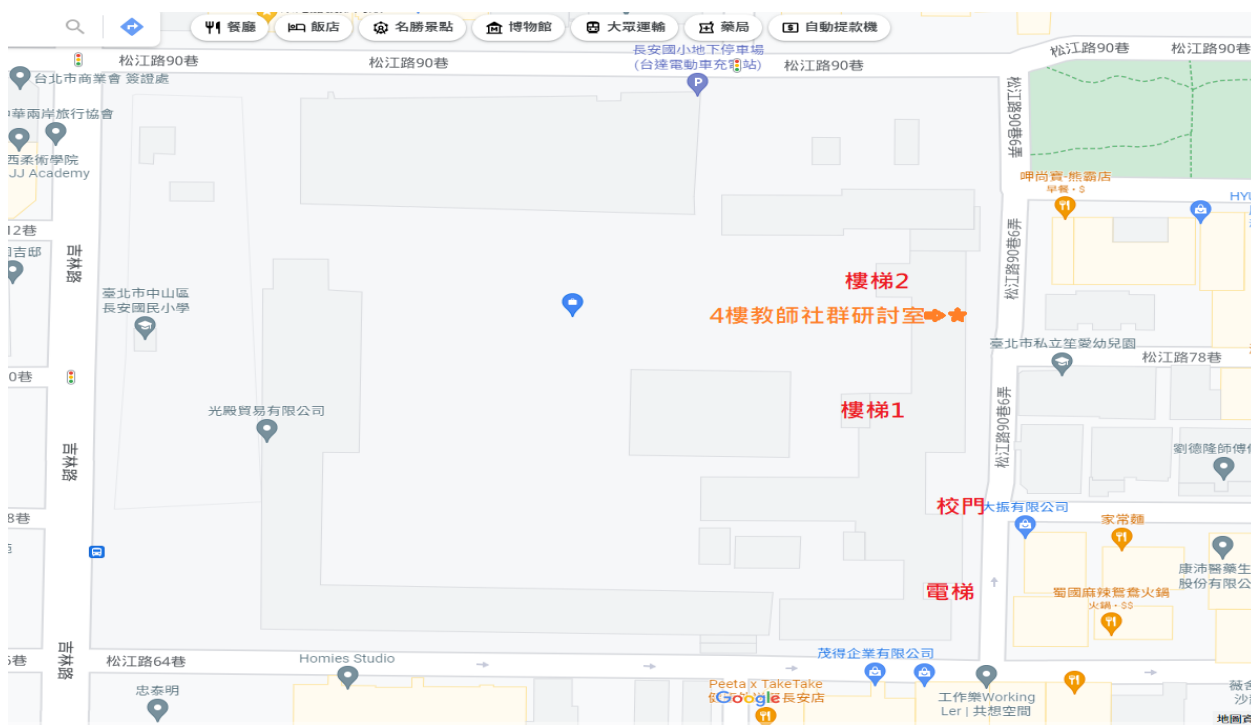 餐廳
飯店
名勝景點
博物館
大眾運輸
藥局
自動提款機
松江路90巷
松江路90巷
長安國小地下停車場
(台達電動車充電站)
松江路90巷
松江路90巷
松江路90巷
台北市商業會 簽證處
中華兩岸旅行協會
西柔術學院
JJ Academy
松江路90巷6弄
呷尚寶-熊霸店
早餐·$
HYU
12巷
吉林路
松江路90巷6弄
樓梯2
臺北市中山區
長安國民小學
4樓教師社群研討室
臺北市私立笙愛幼兒園
松江路78巷
0巷
光殿貿易有限公司
樓梯1
松江路90巷6弄
吉林路
劉德隆師傅
校門
大振有限公司
家常麵
8巷
康沛醫藥生
股份有限公
電梯
蜀國麻辣鴛鴦火鍋
火鍋·$$
吉林路
松江路64巷
Homies Studio
茂得企業有限公司
忠泰明
Peeta x TakeTake
長安店
Google
工作樂Working
Ler | 共想空間
薇舍
地圖資